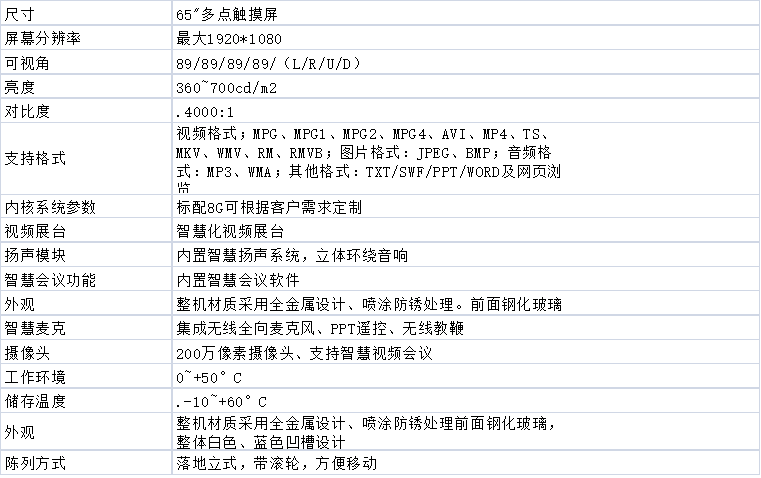 尺寸 65"多点触摸屏
屏幕分辨率 最大1920*1080
可视角 89/89/89/89/（L/R/U/D）
亮度 360~700cd/m2
对比度 .4000:1
支持格式 视频格式；MPG、MPG1、MPG2、MPG4、AVI、MP4、TS、
MKV、WMV、RM、RMVB；图片格式：JPEG、BMP；音频格
式：MP3、WMA；其他格式：TXT/SWF/PPT/WORD及网页浏
览
内核系统参数 标配8G可根据客户需求定制
视频展台 智慧化视频展台
扬声模块 内置智慧扬声系统，立体环绕音响
智慧会议功能 内置智慧会议软件
外观 整机材质采用全金属设计、喷涂防锈处理。前面钢化玻璃
智慧麦克 集成无线全向麦克风、PPT遥控、无线教鞭
摄像头 200万像素摄像头、支持智慧视频会议
工作环境 0~+50°C
储存温度 .-10~+60°C
外观 整机材质采用全金属设计、喷涂防锈处理前面钢化玻璃，
整体白色、蓝色凹槽设计
陈列方式 落地立式，带滚轮，方便移动